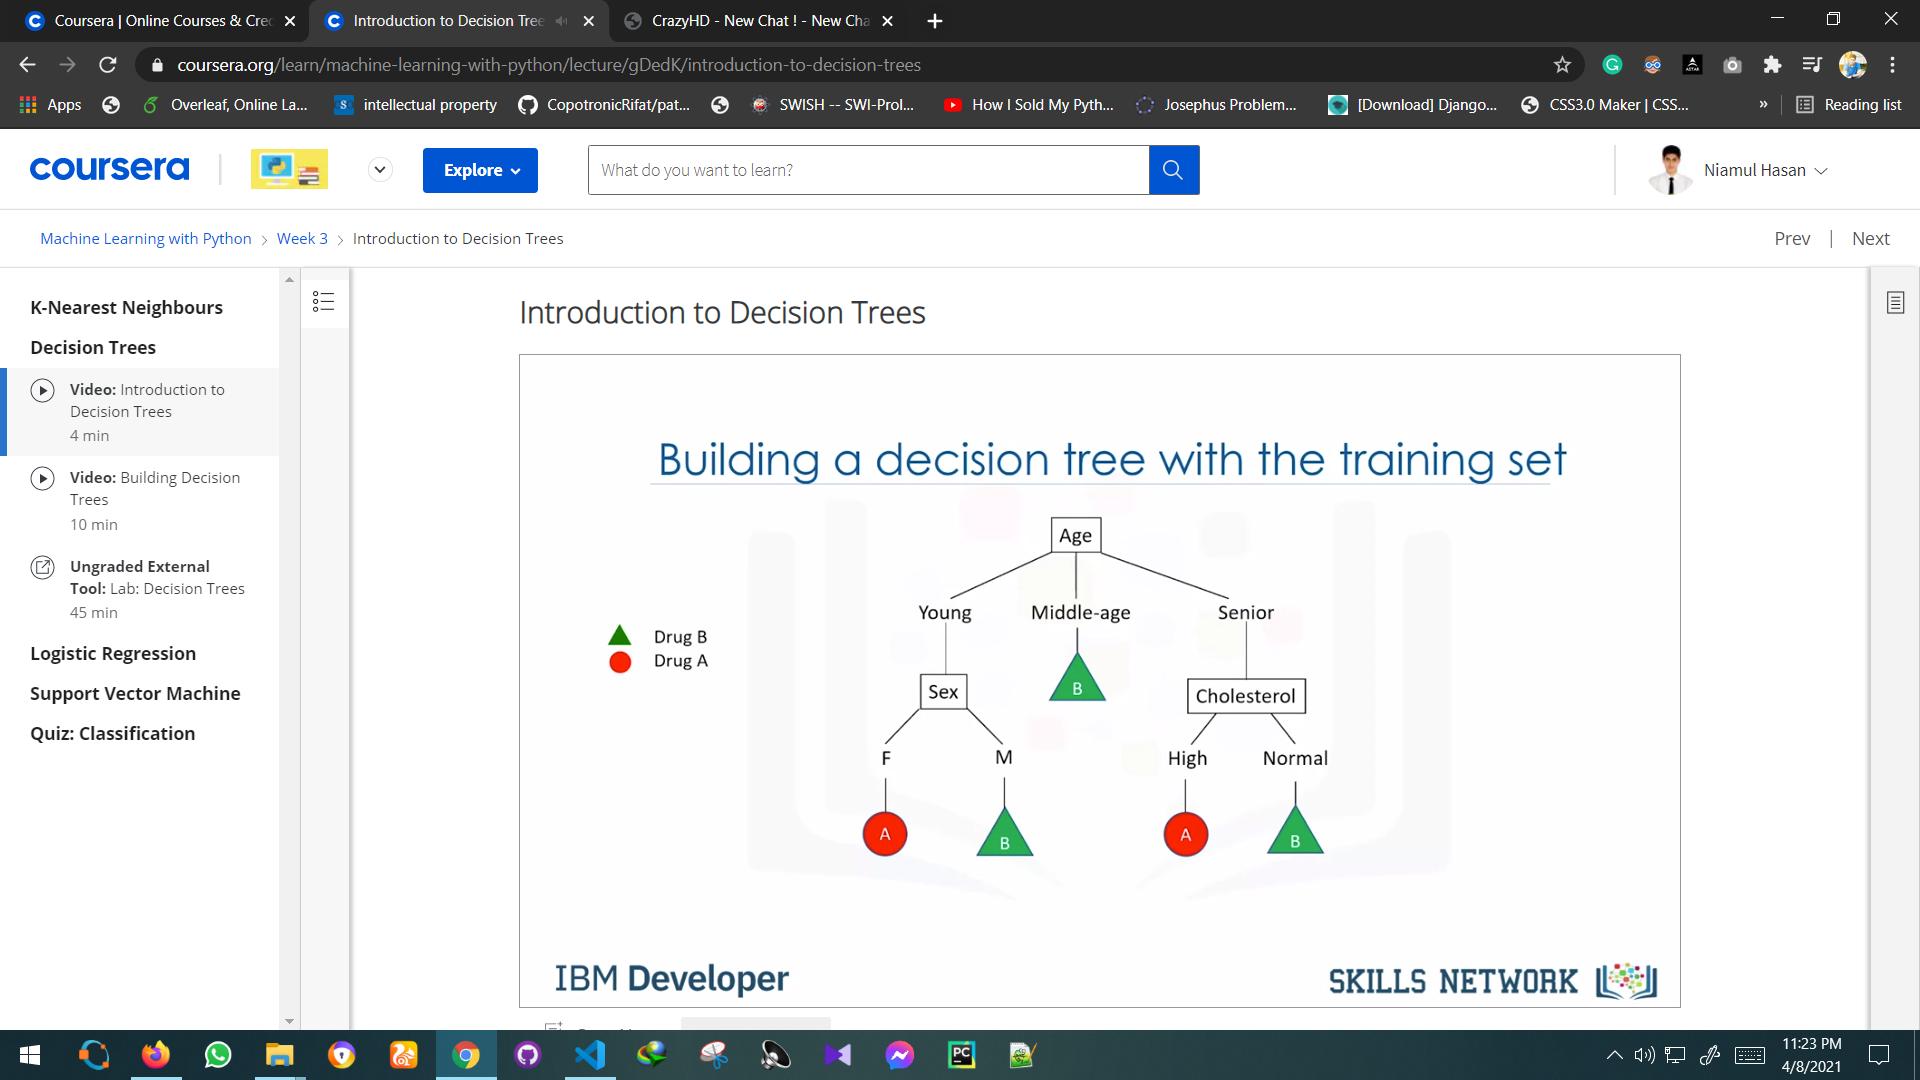 Coursera | Online Courses & Cre
Introduction to Decision Tree
CrazyHD - New Chat ! - New Cha
coursera.org/learn/machine-learning-with-python/lecture/gDedK/introduction-to-decision-trees
Apps
Overleaf, Online La...
intellectual property
CopotronicRifat/pat...
SWISH -- SWI-Prol...
How I Sold My Pyth...
Josephus Problem...
[Download] Django...
CSS3.0 Maker | CSS...
»
Reading list
coursera
Explore
What do you want to learn?
Niamul Hasan
Machine Learning with Python > Week 3 > Introduction to Decision Trees
Prev | Next
K-Nearest Neighbours
Decision Trees
Video: Introduction to
Decision Trees
4 min
Video: Building Decision
Trees
10 min
Ungraded External
Tool: Lab: Decision Trees
45 min
Logistic Regression
Support Vector Machine
Quiz: Classification
Introduction to Decision Trees
Building a decision tree with the training set
Age
Young Middle-age Senior
Drug B
Drug A
Sex
B
Cholesterol
F M High Normal
A B A B
IBM Developer
SKILLS NETWORK
11:23 PM
4/8/2021